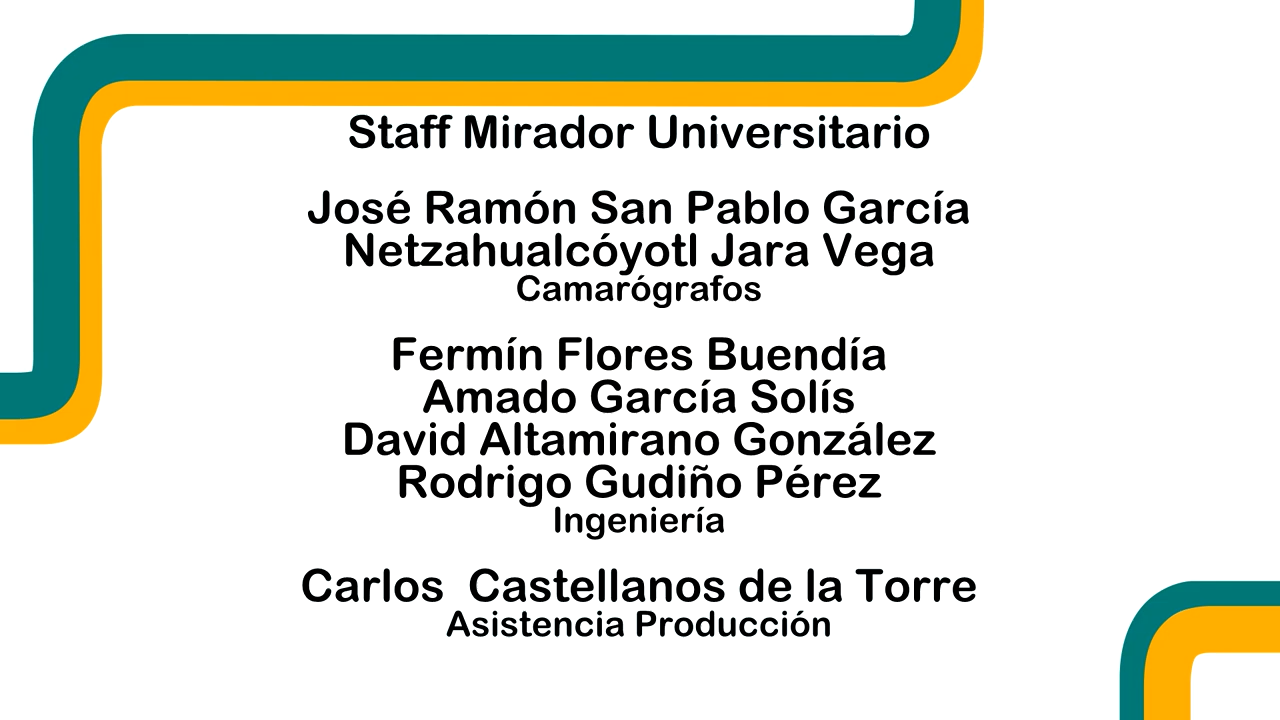 Staff Mirador Universitario
José Ramón San Pablo García
Netzahualcóyotl Jara Vega
Camarógrafos
Fermín Flores Buendía
Amado García Solís
David Altamirano González
Rodrigo Gudiño Pérez
Ingeniería
Carlos  Castellanos de la Torre
Asistencia Producción